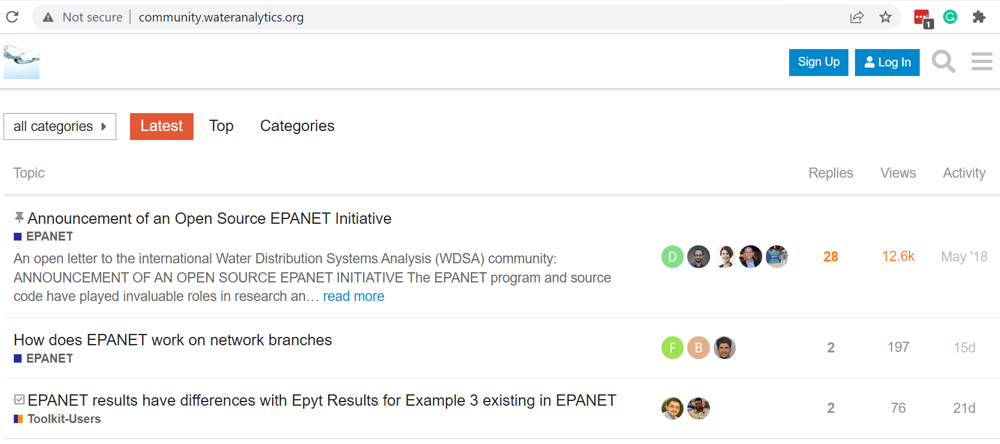 Not secure | community.wateranalytics.org
1
Sign Up Log In
all categories Latest Top Categories
Topic Replies Views Activity
Announcement of an Open Source EPANET Initiative
EPANET
An open letter to the international Water Distribution Systems Analysis (WDSA) community:
ANNOUNCEMENT OF AN OPEN SOURCE EPANET INITIATIVE The EPANET program and source
code have played invaluable roles in research an… read more
D 28 12.6k May '18
How does EPANET work on network branches
EPANET
F B 2 197 15d
EPANET results have differences with Epyt Results for Example 3 existing in EPANET
Toolkit-Users
2 76 21d